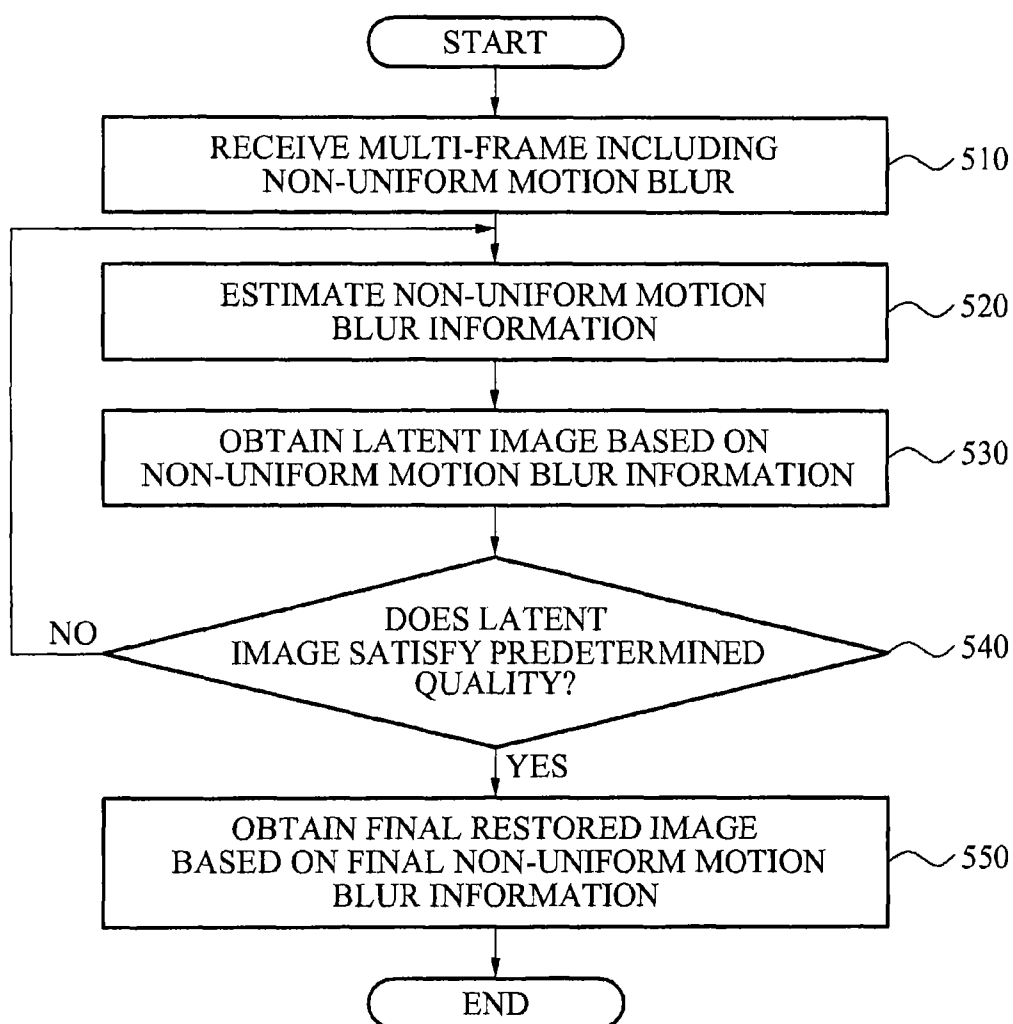 START
RECEIVE MULTI-FRAME INCLUDING
NON-UNIFORM MOTION BLUR
510
ESTIMATE NON-UNIFORM MOTION
BLUR INFORMATION
520
OBTAIN LATENT IMAGE BASED ON
NON-UNIFORM MOTION BLUR INFORMATION
530
DOES LATENT
IMAGE SATISFY PREDETERMINED
QUALITY?
540
NO
YES
OBTAIN FINAL RESTORED IMAGE
BASED ON FINAL NON-UNIFORM MOTION
BLUR INFORMATION
550
END